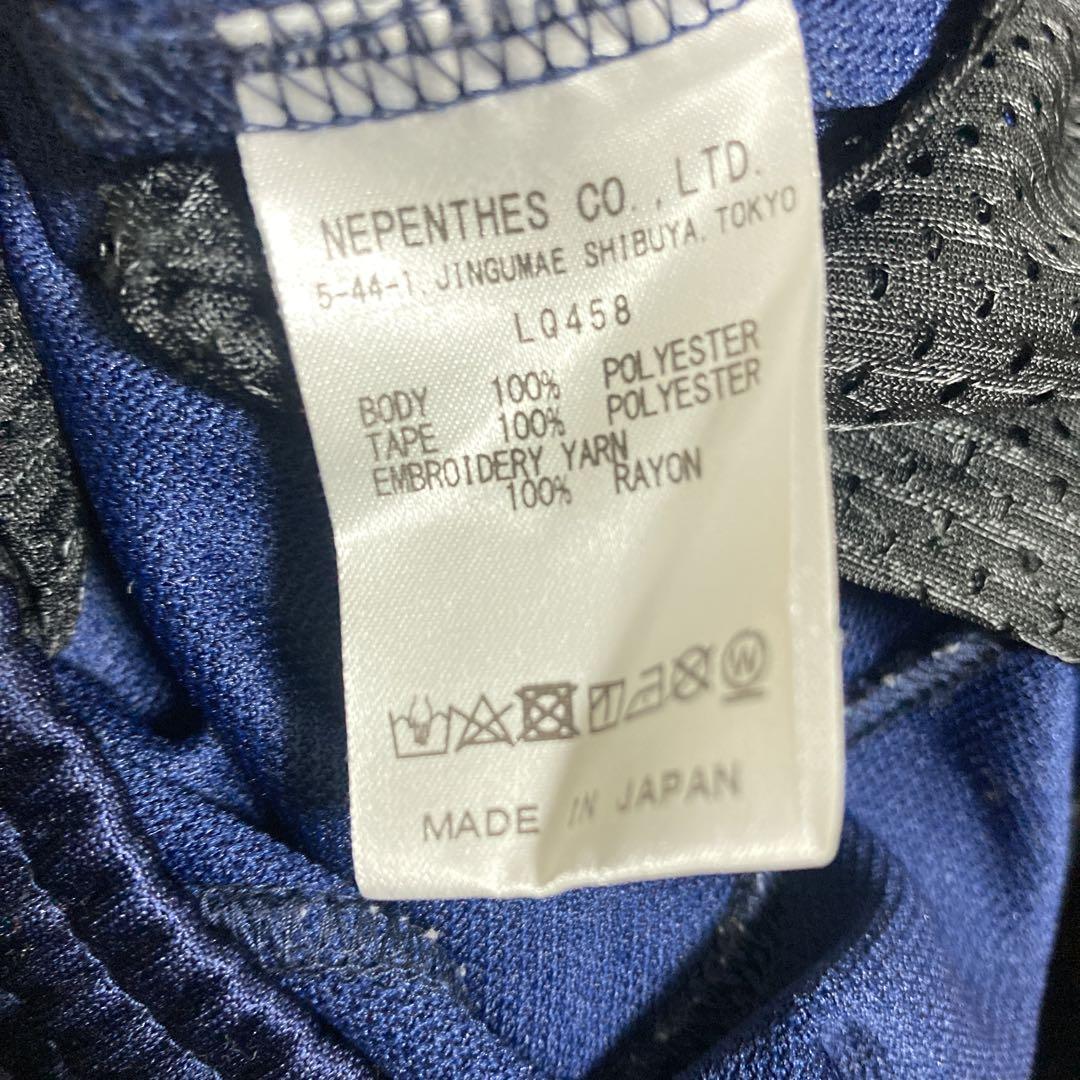 NEPENTHES CO., LTD.
5-44-1, JINGUMAE SHIBUYA, TOKYO
LQ458
BODY 100% POLYESTER
TAPE 100% POLYESTER
EMBROIDERY YARN
100% RAYON
W
MADE IN JAPAN